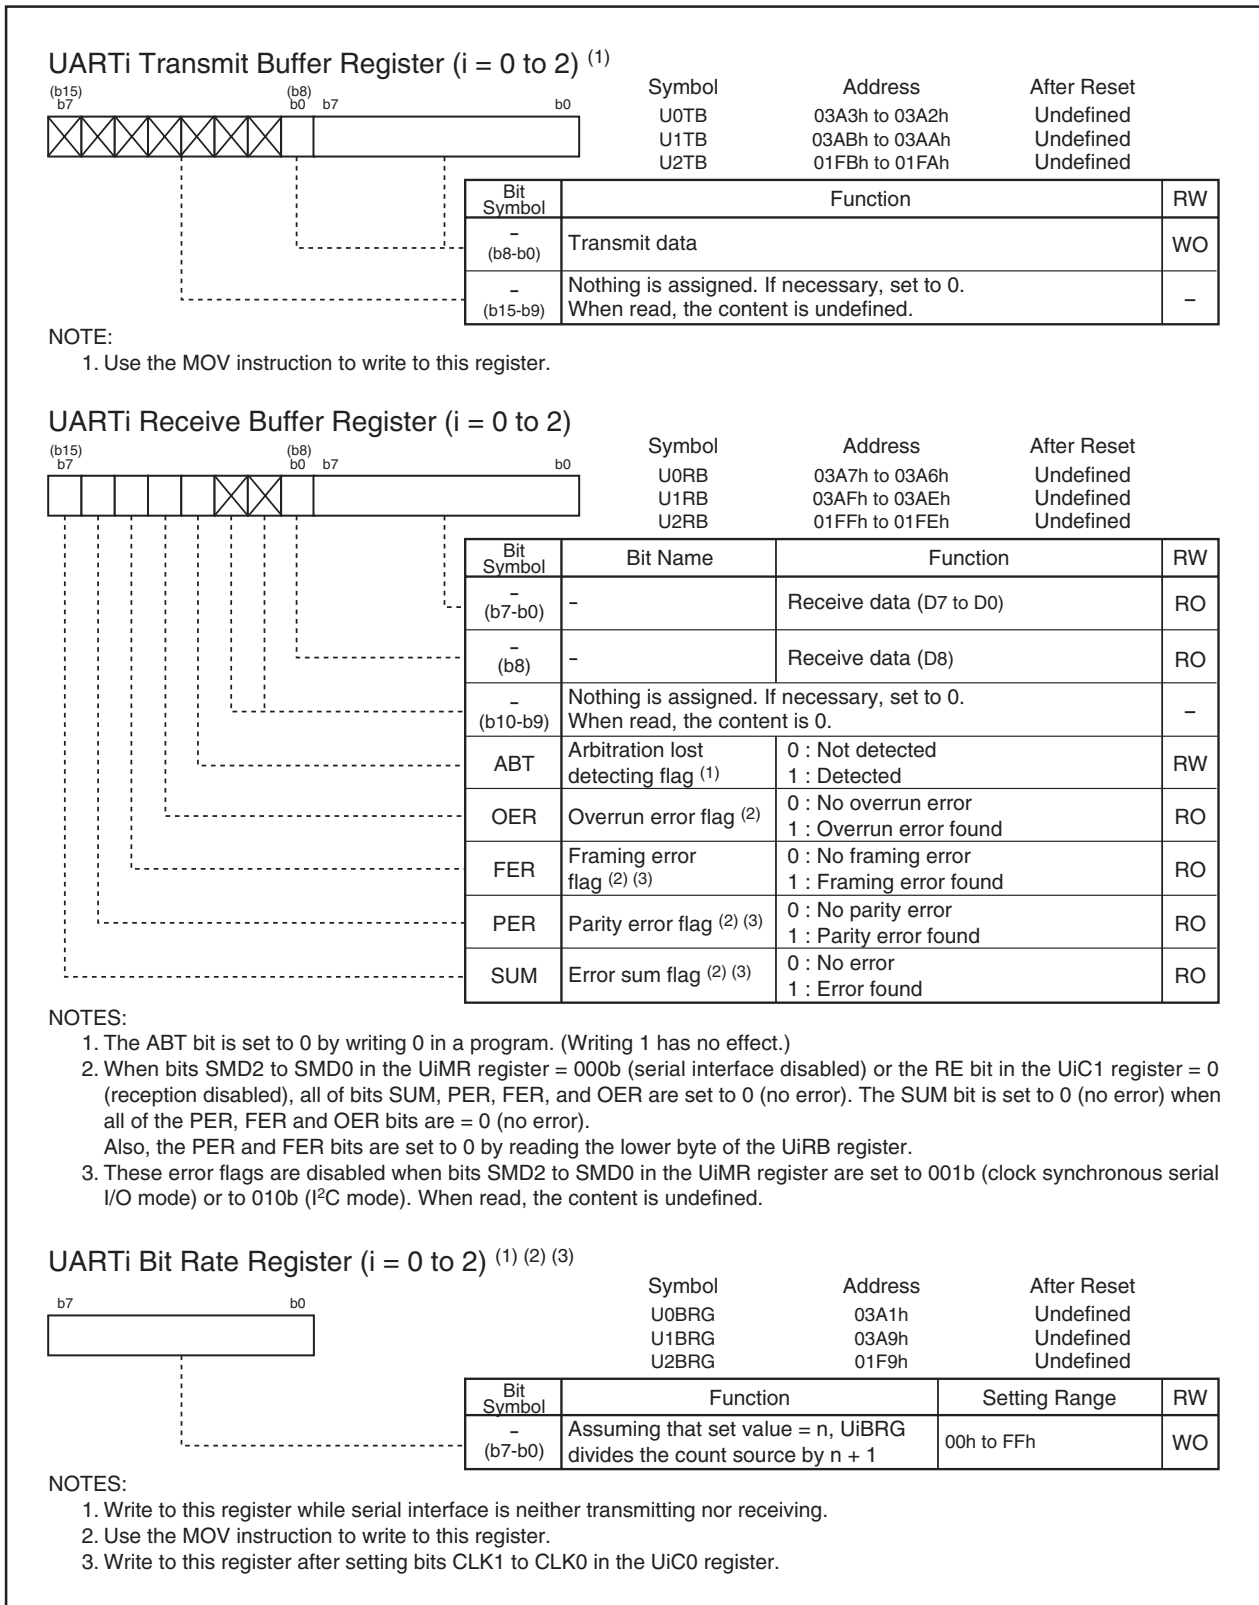 UARTi Transmit Buffer Register (i = 0 to 2) (1)
(b15) (b8)
b7 b0 b7 b0
Symbol Address After Reset
U0TB 03A3h to 03A2h Undefined
U1TB 03ABh to 03AAh Undefined
U2TB 01FBh to 01FAh Undefined
Bit Symbol Function RW
– (b8-b0) Transmit data WO
– (b15-b9) Nothing is assigned. If necessary, set to 0.
When read, the content is undefined. –
NOTE:
1. Use the MOV instruction to write to this register.
UARTi Receive Buffer Register (i = 0 to 2)
(b15) (b8)
b7 b0 b7 b0
Symbol Address After Reset
U0RB 03A7h to 03A6h Undefined
U1RB 03AFh to 03AEh Undefined
U2RB 01FFh to 01FEh Undefined
Bit Symbol Bit Name Function RW
– (b7-b0) – Receive data (D7 to D0) RO
– (b8) – Receive data (D8) RO
– (b10-b9) Nothing is assigned. If necessary, set to 0.
When read, the content is 0. –
ABT Arbitration lost detecting flag (1) 0 : Not detected
1 : Detected RW
OER Overrun error flag (2) 0 : No overrun error
1 : Overrun error found RO
FER Framing error flag (2) (3) 0 : No framing error
1 : Framing error found RO
PER Parity error flag (2) (3) 0 : No parity error
1 : Parity error found RO
SUM Error sum flag (2) (3) 0 : No error
1 : Error found RO
NOTES:
1. The ABT bit is set to 0 by writing 0 in a program. (Writing 1 has no effect.)
2. When bits SMD2 to SMD0 in the UiMR register = 000b (serial interface disabled) or the RE bit in the UiC1 register = 0
(reception disabled), all of bits SUM, PER, FER, and OER are set to 0 (no error). The SUM bit is set to 0 (no error) when
all of the PER, FER and OER bits are = 0 (no error).
Also, the PER and FER bits are set to 0 by reading the lower byte of the UiRB register.
3. These error flags are disabled when bits SMD2 to SMD0 in the UiMR register are set to 001b (clock synchronous serial
I/O mode) or to 010b (I²C mode). When read, the content is undefined.
UARTi Bit Rate Register (i = 0 to 2) (1) (2) (3)
b7 b0
Symbol Address After Reset
U0BRG 03A1h Undefined
U1BRG 03A9h Undefined
U2BRG 01F9h Undefined
Bit Symbol Function Setting Range RW
– (b7-b0) Assuming that set value = n, UiBRG
divides the count source by n + 1 00h to FFh WO
NOTES:
1. Write to this register while serial interface is neither transmitting nor receiving.
2. Use the MOV instruction to write to this register.
3. Write to this register after setting bits CLK1 to CLK0 in the UiC0 register.